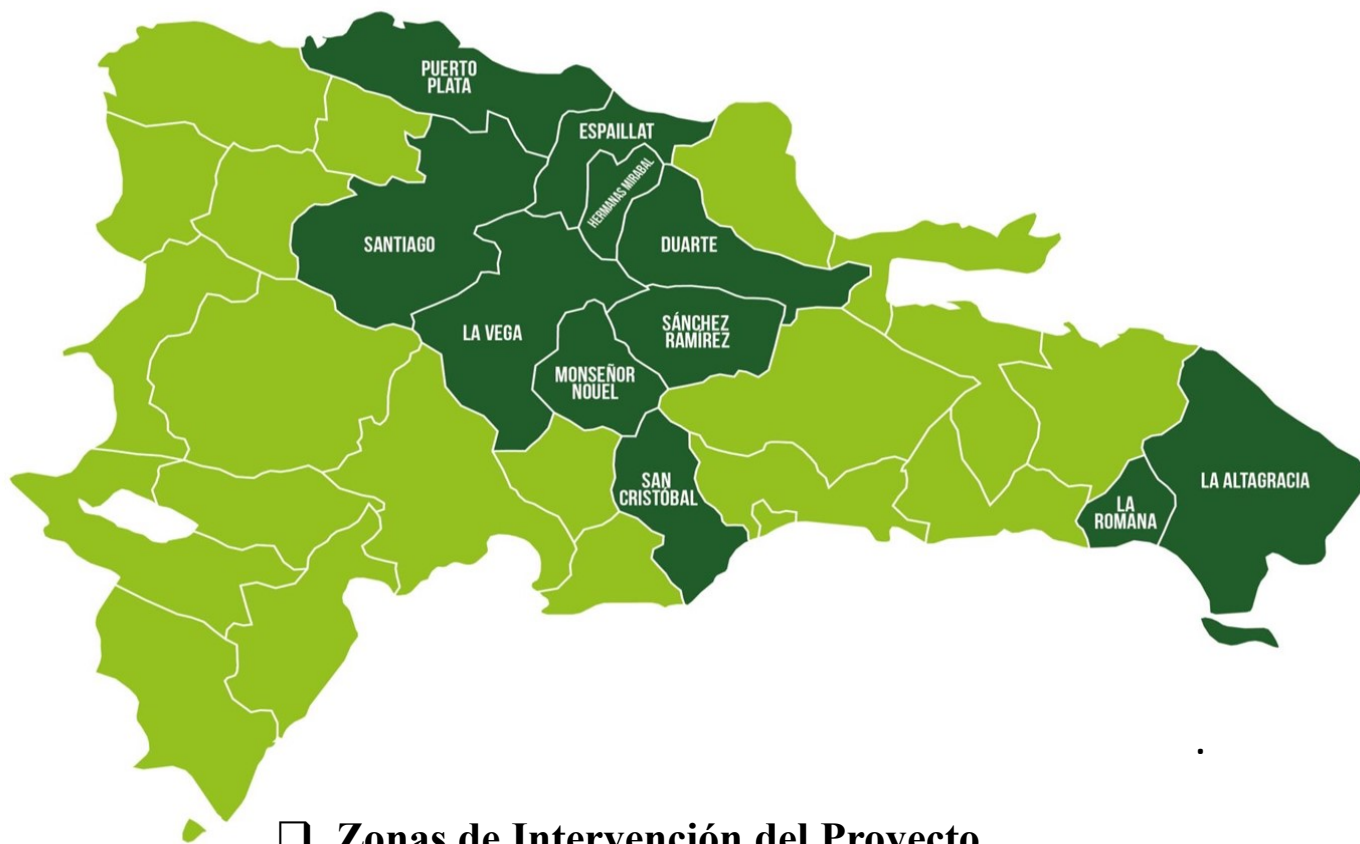 PUERTO
PLATA
ESPAILLAT
HERMANAS MIRABAL
SANTIAGO
DUARTE
LA VEGA
SÁNCHEZ
RAMÍREZ
MONSEÑOR
NOUEL
SAN
CRISTÓBAL
LA ALTAGRACIA
LA
ROMANA
.
❑ Zonas de Intervención del Proyecto